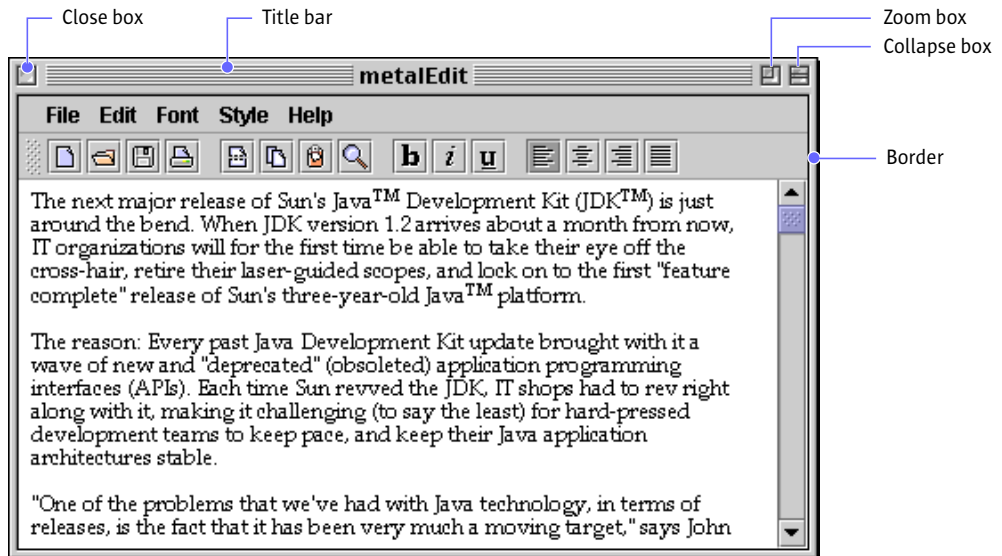 Close box
Title bar
Zoom box
Collapse box
metalEdit
File Edit Font Style Help
b i u
Border
The next major release of Sun's Java™ Development Kit (JDK™) is just
around the bend. When JDK version 1.2 arrives about a month from now,
IT organizations will for the first time be able to take their eye off the
cross-hair, retire their laser-guided scopes, and lock on to the first "feature
complete" release of Sun's three-year-old Java™ platform.
The reason: Every past Java Development Kit update brought with it a
wave of new and "deprecated" (obsoleted) application programming
interfaces (APIs). Each time Sun revved the JDK, IT shops had to rev right
along with it, making it challenging (to say the least) for hard-pressed
development teams to keep pace, and keep their Java application
architectures stable.
"One of the problems that we've had with Java technology, in terms of
releases, is the fact that it has been very much a moving target," says John